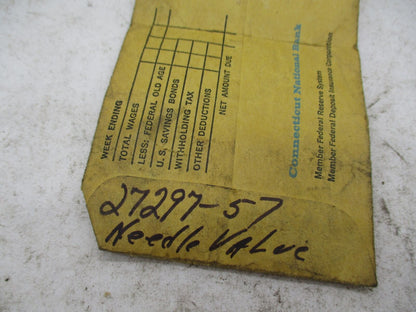 WEEK ENDING
TOTAL WAGES
LESS: FEDERAL OLD AGE
U. S. SAVINGS BONDS
WITHHOLDING TAX
OTHER DEDUCTIONS
NET AMOUNT DUE
Connecticut National Bank
Member Federal Reserve System
Member Federal Deposit Insurance Corporation
27297-57
Needle VALve